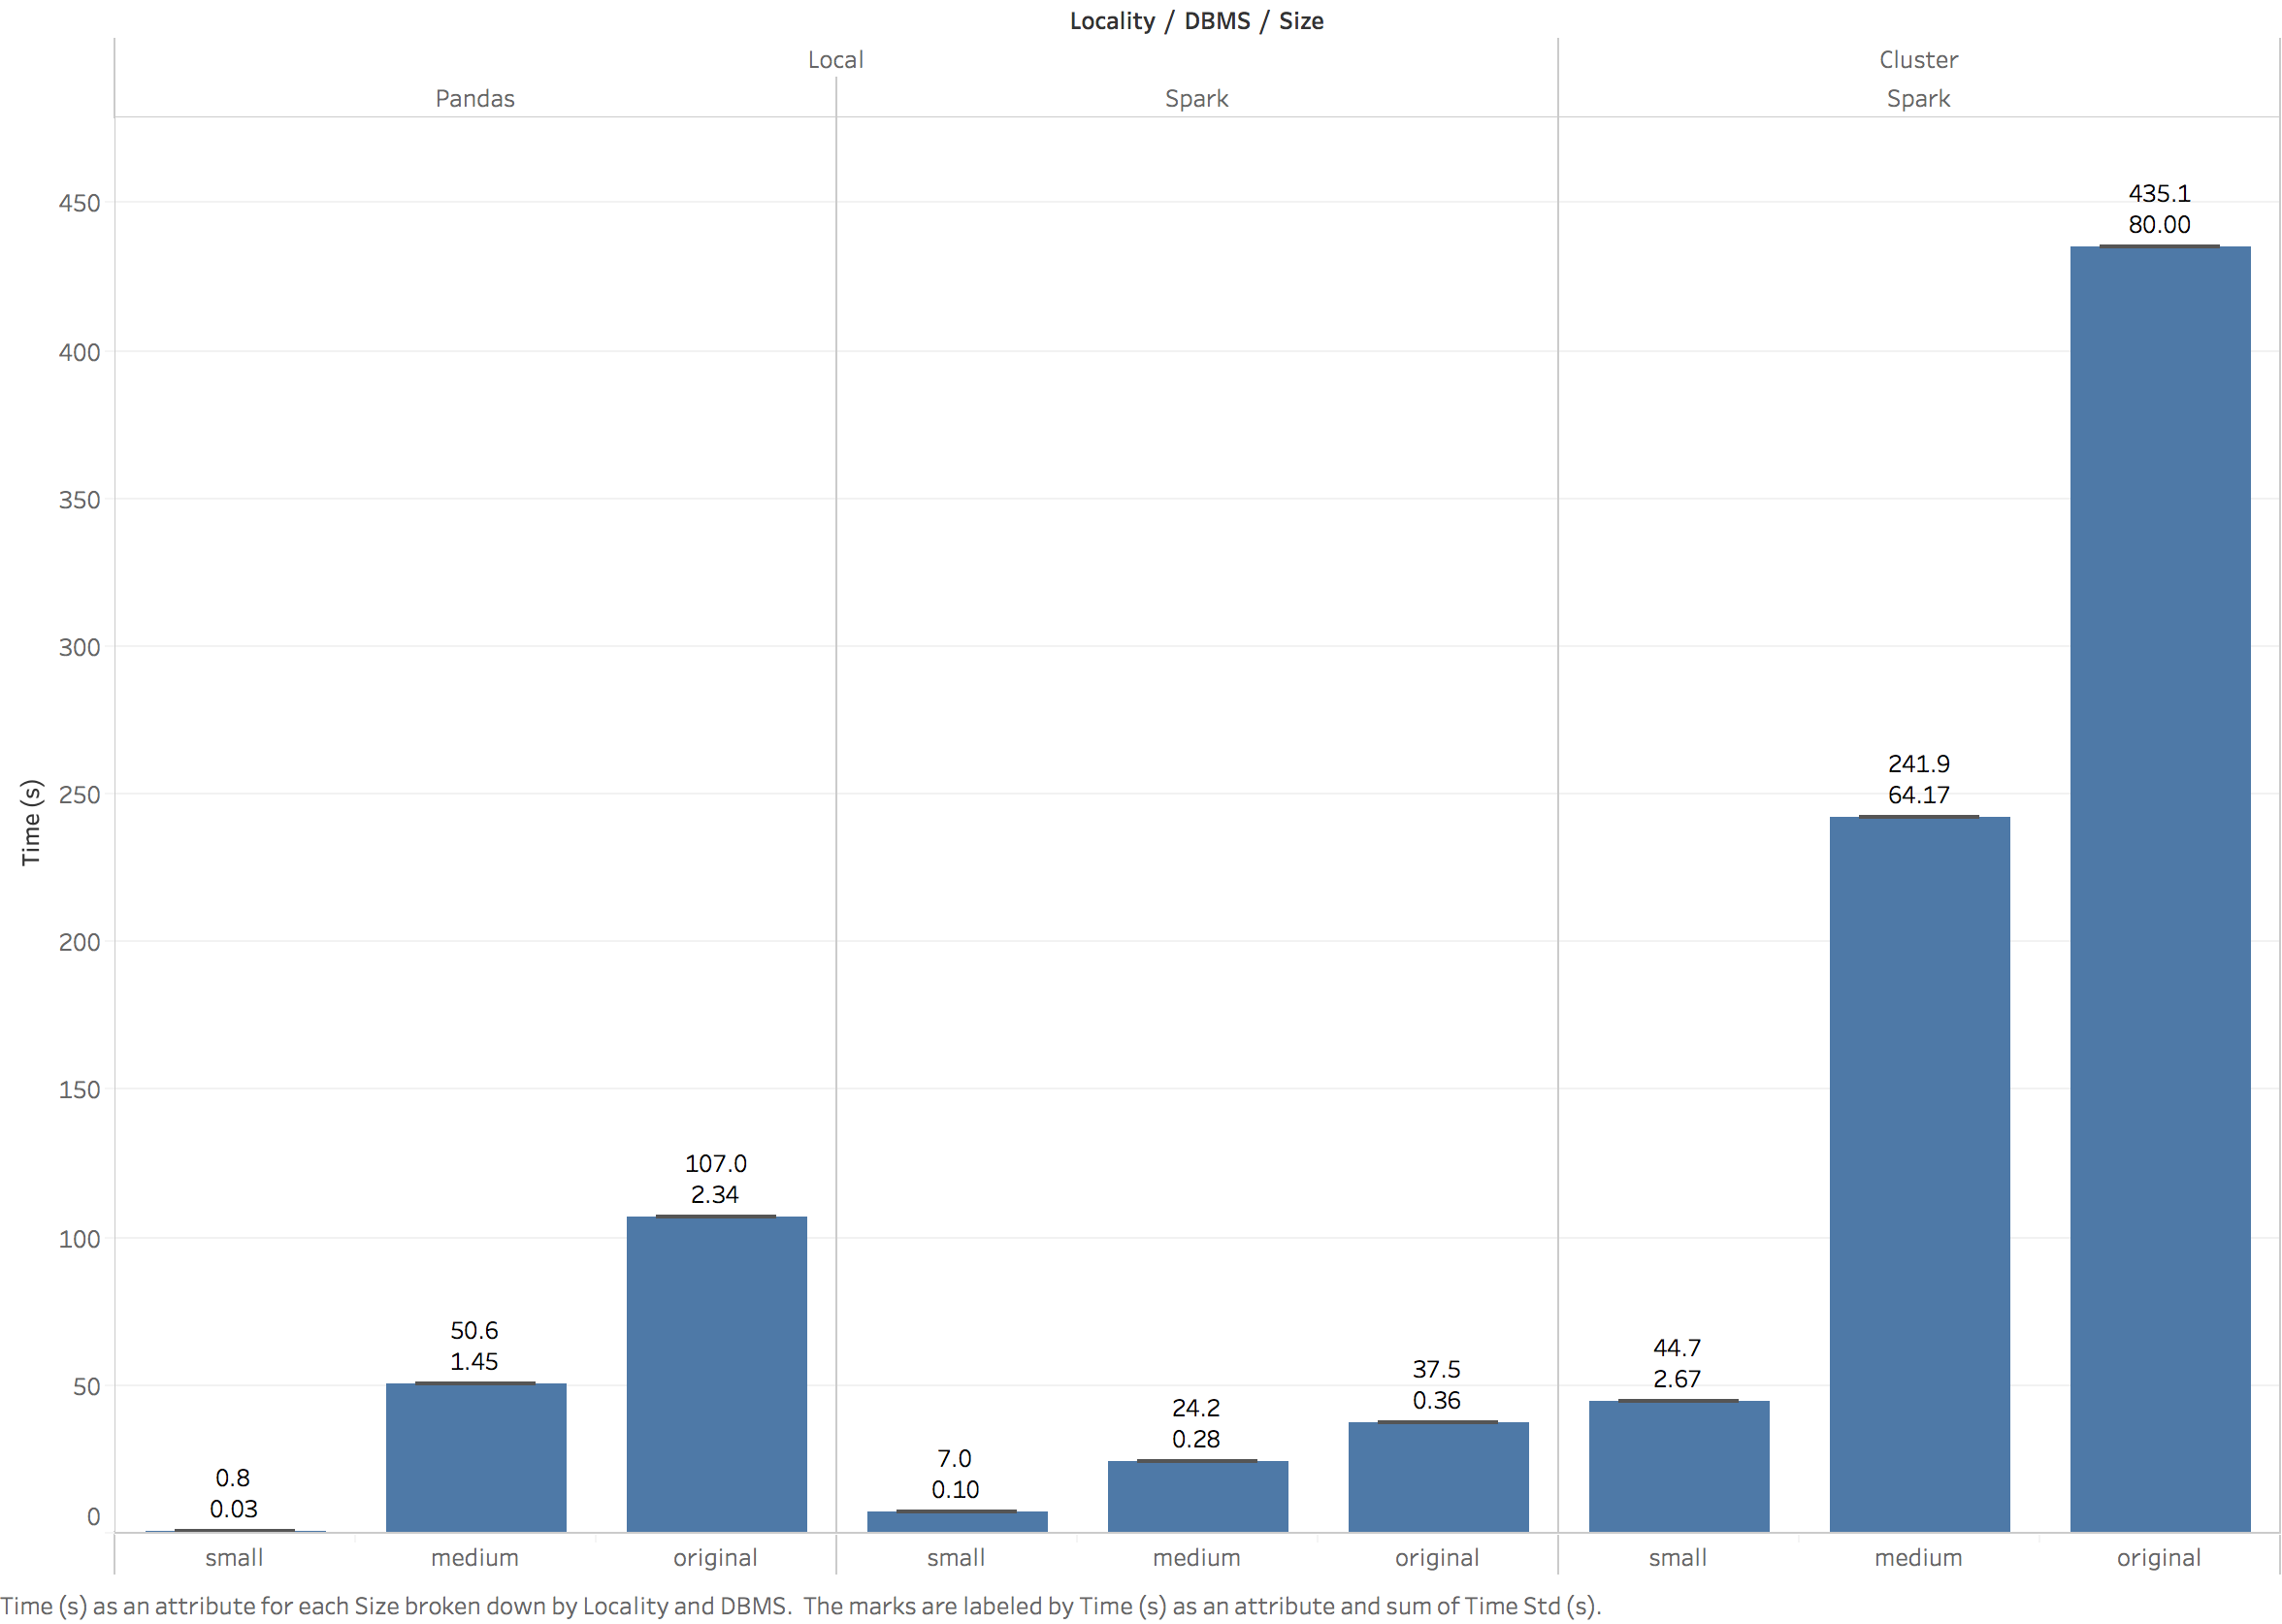 Locality / DBMS / Size
Local
Cluster
Pandas
Spark
Spark
Time (s)
450
400
350
300
250
200
150
100
50
0
0.8
0.03
50.6
1.45
107.0
2.34
7.0
0.10
24.2
0.28
37.5
0.36
44.7
2.67
241.9
64.17
435.1
80.00
small
medium
original
small
medium
original
small
medium
original
Time (s) as an attribute for each Size broken down by Locality and DBMS.  The marks are labeled by Time (s) as an attribute and sum of Time Std (s).